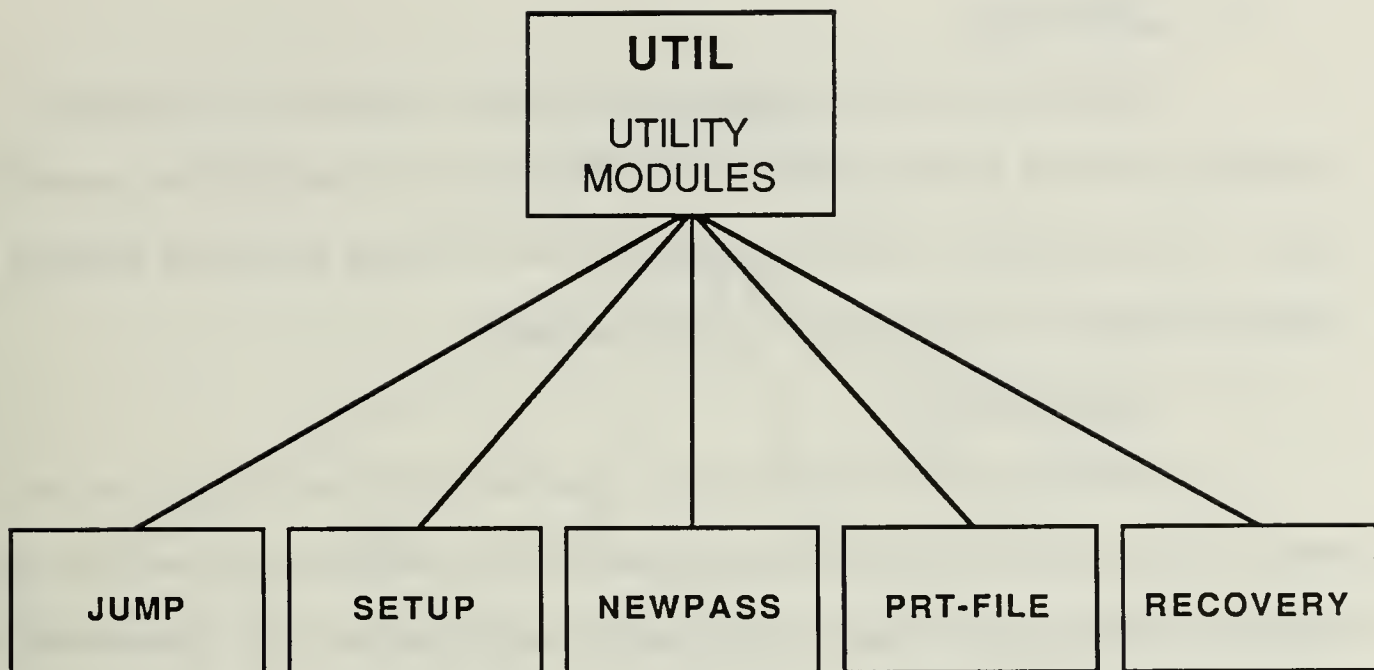 UTIL
UTILITY
MODULES
JUMP
SETUP
NEWPASS
PRT-FILE
RECOVERY